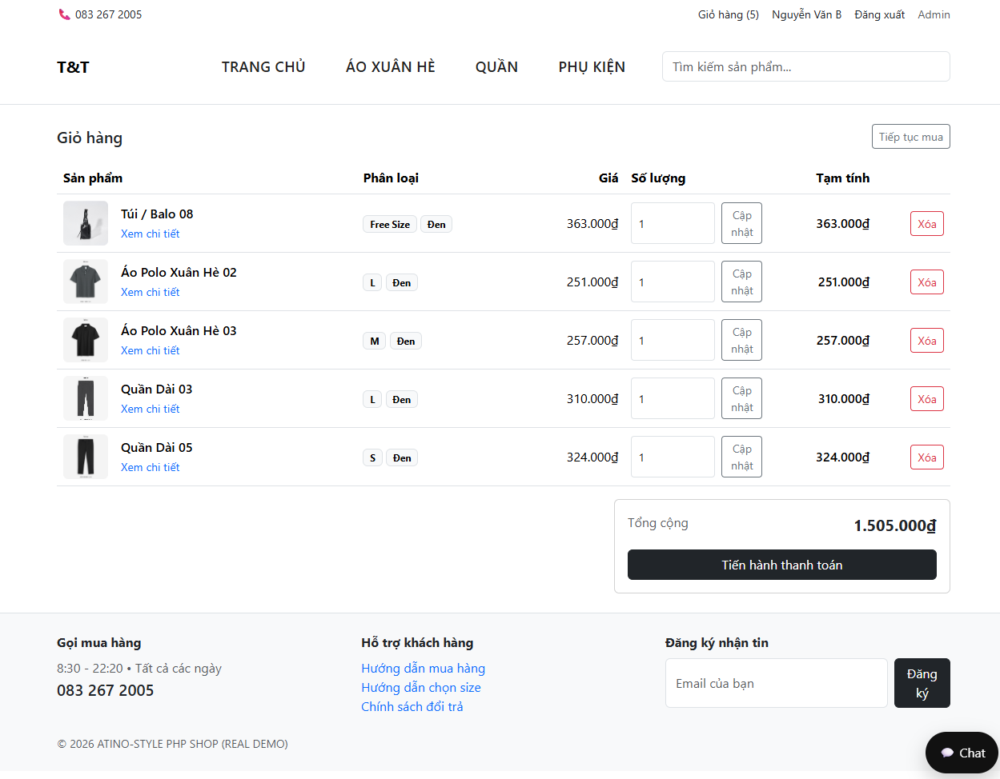 083 267 2005
Giỏ hàng (5) Nguyễn Văn B Đăng xuất Admin
T&T TRANG CHỦ ÁO XUÂN HÈ QUẦN PHỤ KIỆN Tìm kiếm sản phẩm...
Giỏ hàng
Tiếp tục mua
Sản phẩm Phân loại Giá Số lượng Tạm tính
Túi / Balo 08
Xem chi tiết
Free Size Đen 363.000₫ 1 Cập nhật 363.000₫ Xóa
Áo Polo Xuân Hè 02
Xem chi tiết
L Đen 251.000₫ 1 Cập nhật 251.000₫ Xóa
Áo Polo Xuân Hè 03
Xem chi tiết
M Đen 257.000₫ 1 Cập nhật 257.000₫ Xóa
Quần Dài 03
Xem chi tiết
L Đen 310.000₫ 1 Cập nhật 310.000₫ Xóa
Quần Dài 05
Xem chi tiết
S Đen 324.000₫ 1 Cập nhật 324.000₫ Xóa
Tổng cộng 1.505.000₫
Tiến hành thanh toán
Gọi mua hàng
8:30 - 22:20 • Tất cả các ngày
083 267 2005
Hỗ trợ khách hàng
Hướng dẫn mua hàng
Hướng dẫn chọn size
Chính sách đổi trả
Đăng ký nhận tin
Email của bạn
Đăng ký
© 2026 ATINO-STYLE PHP SHOP (REAL DEMO)
Chat